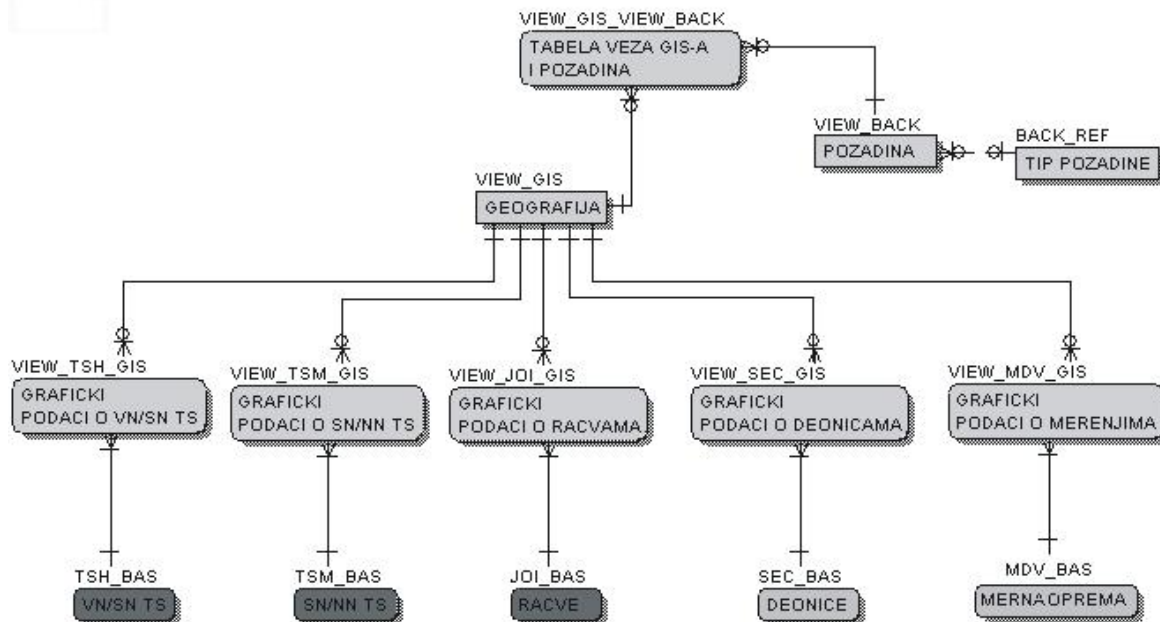 VIEW_GIS_VIEW_BACK
TABELA VEZA GIS-A
I POZADINA
VIEW_BACK
POZADINA
BACK_REF
TIP POZADINE
VIEW_GIS
GEOGRAFIJA
VIEW_TSH_GIS
GRAFICKI
PODACI O VN/SN TS
VIEW_TSM_GIS
GRAFICKI
PODACI O SN/NN TS
VIEW_JOI_GIS
GRAFICKI
PODACI O RACVAMA
VIEW_SEC_GIS
GRAFICKI
PODACI O DEONICAMA
VIEW_MDV_GIS
GRAFICKI
PODACI O MERENJIMA
TSH_BAS
VN/SN TS
TSM_BAS
SN/NN TS
JOI_BAS
RACVE
SEC_BAS
DEONICE
MDV_BAS
MERNA OPREMA